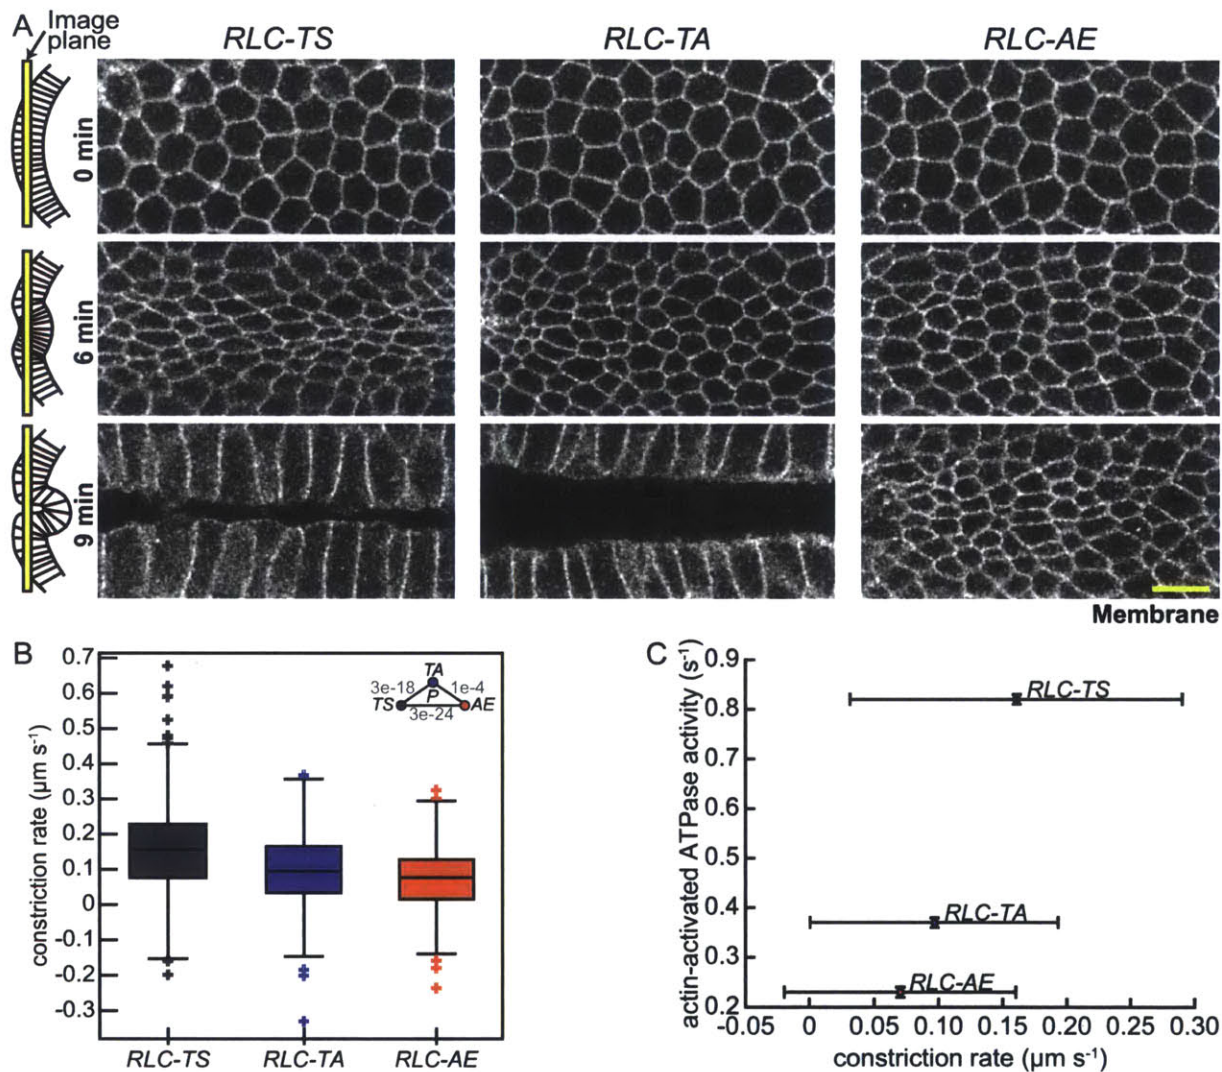 A
Image
plane
RLC-TS
RLC-TA
RLC-AE
0 min
6 min
9 min
Membrane
B
constriction rate (µm s⁻¹)
0.7
0.6
0.5
0.4
0.3
0.2
0.1
0
-0.1
-0.2
-0.3
TA
3e-18
1e-4
P
TS
AE
3e-24
RLC-TS
RLC-TA
RLC-AE
C
actin-activated ATPase activity (s⁻¹)
0.9
0.8
0.7
0.6
0.5
0.4
0.3
0.2
RLC-TS
RLC-TA
RLC-AE
-0.05
0
0.05
0.10
0.15
0.20
0.25
0.30
constriction rate (µm s⁻¹)